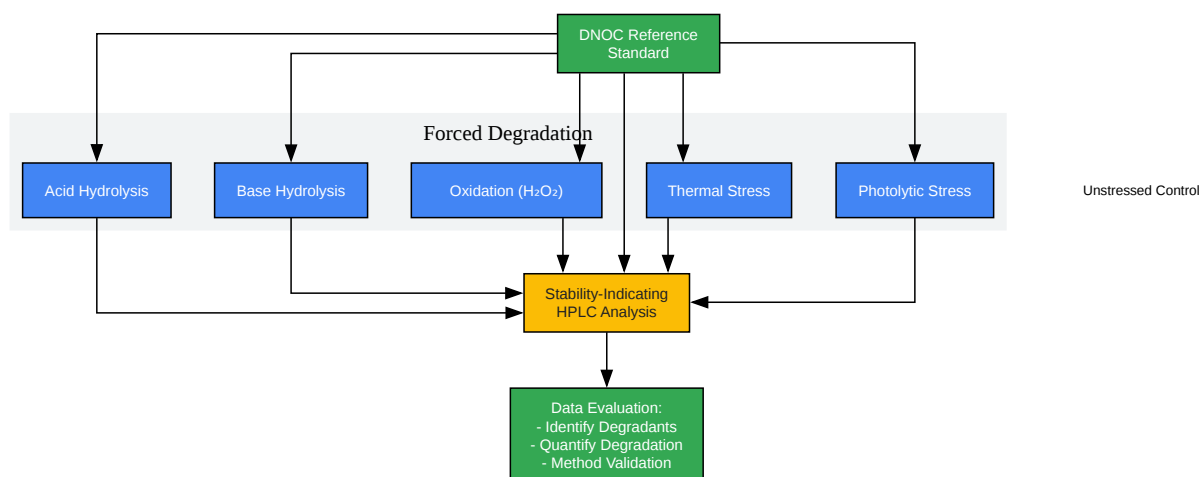 DNOC Reference
Standard
Forced Degradation
Acid Hydrolysis
Base Hydrolysis
Oxidation (H₂O₂)
Thermal Stress
Photolytic Stress
Unstressed Control
Stability-Indicating
HPLC Analysis
Data Evaluation:
- Identify Degradants
- Quantify Degradation
- Method Validation